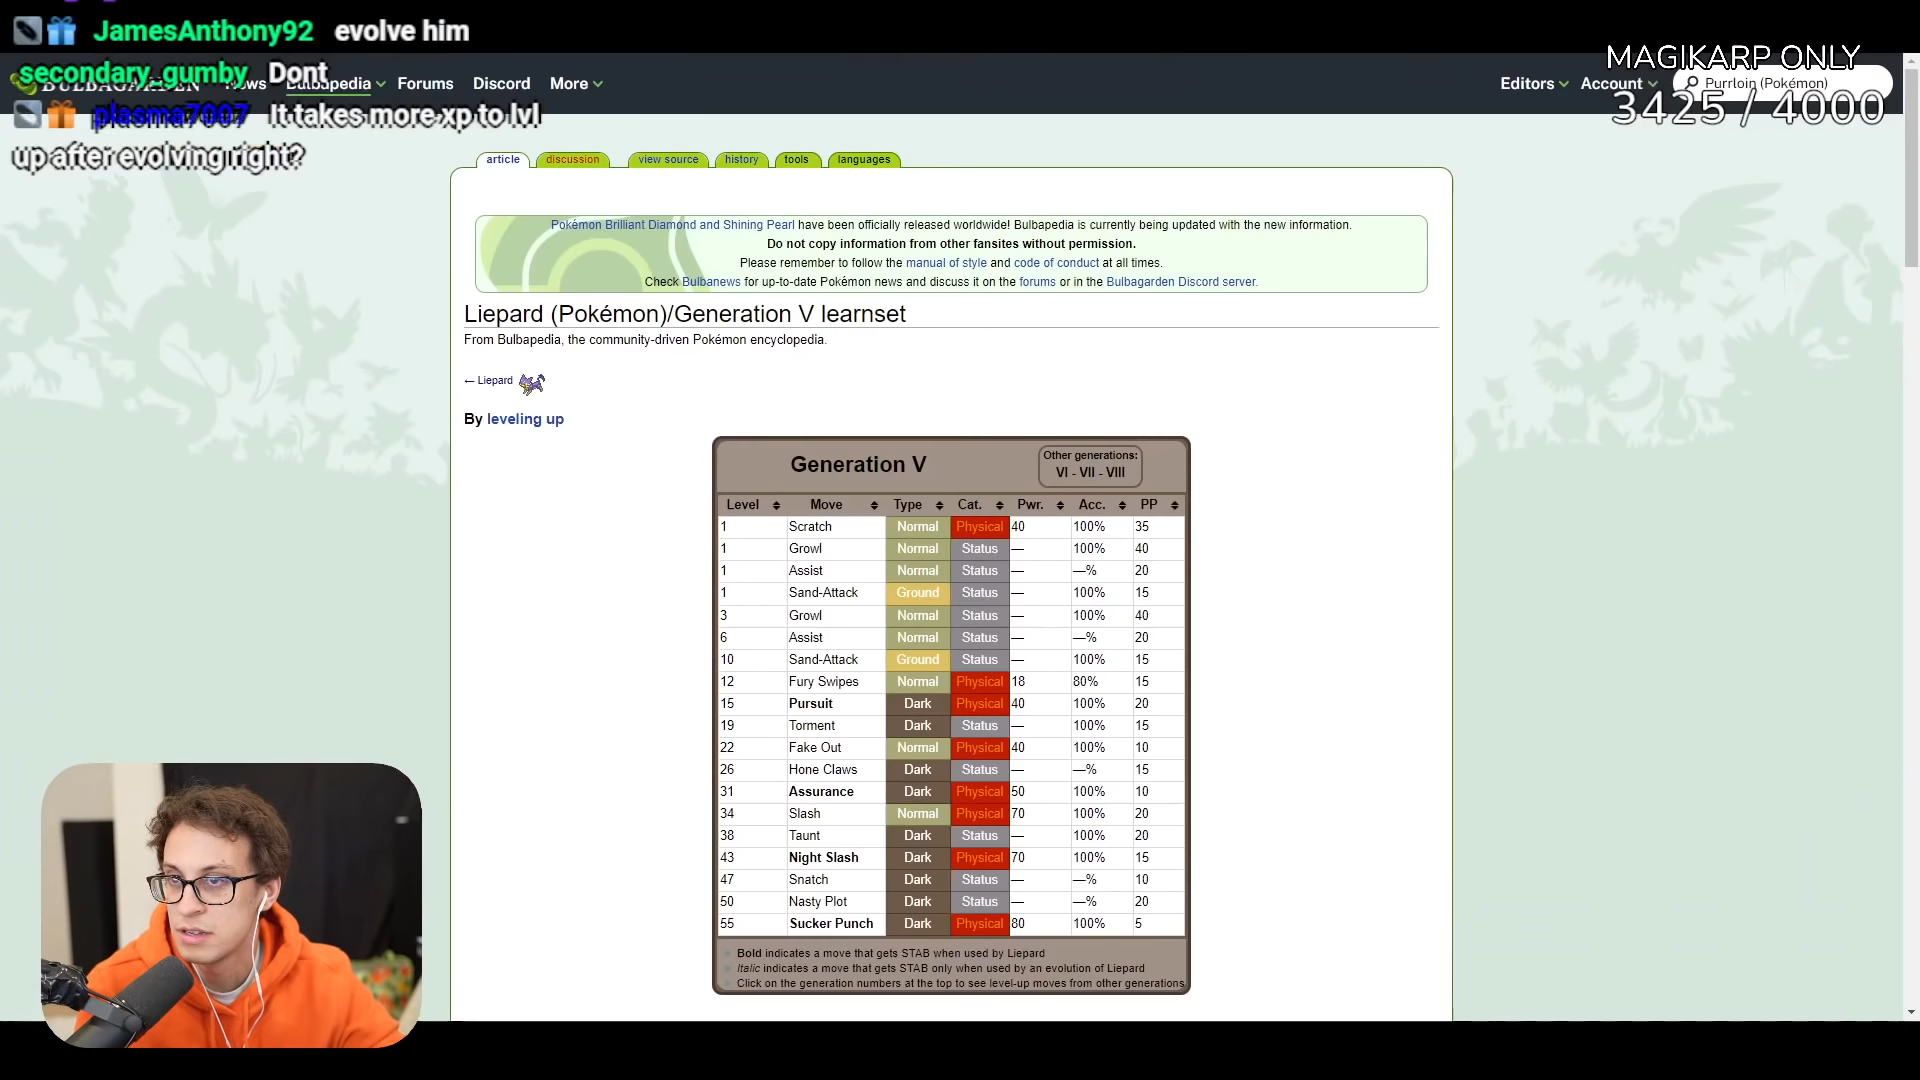 JamesAnthony92 evolve him
secondary_gumby Dont
plasma7007 It takes more xp to lvl
up after evolving right?
BULBAGARDEN News Bulbapedia Forums Discord More
Editors Account Purrloin (Pokémon)
MAGIKARP ONLY
3425 / 4000
article discussion view source history tools languages
Pokémon Brilliant Diamond and Shining Pearl have been officially released worldwide! Bulbapedia is currently being updated with the new information.
Do not copy information from other fansites without permission.
Please remember to follow the manual of style and code of conduct at all times.
Check Bulbanews for up-to-date Pokémon news and discuss it on the forums or in the Bulbagarden Discord server.
Liepard (Pokémon)/Generation V learnset
From Bulbapedia, the community-driven Pokémon encyclopedia.
← Liepard
By leveling up
Generation V
Other generations:
VI - VII - VIII
Level Move Type Cat. Pwr. Acc. PP
1 Scratch Normal Physical 40 100% 35
1 Growl Normal Status — 100% 40
1 Assist Normal Status — —% 20
1 Sand-Attack Ground Status — 100% 15
3 Growl Normal Status — 100% 40
6 Assist Normal Status — —% 20
10 Sand-Attack Ground Status — 100% 15
12 Fury Swipes Normal Physical 18 80% 15
15 Pursuit Dark Physical 40 100% 20
19 Torment Dark Status — 100% 15
22 Fake Out Normal Physical 40 100% 10
26 Hone Claws Dark Status — —% 15
31 Assurance Dark Physical 50 100% 10
34 Slash Normal Physical 70 100% 20
38 Taunt Dark Status — 100% 20
43 Night Slash Dark Physical 70 100% 15
47 Snatch Dark Status — —% 10
50 Nasty Plot Dark Status — —% 20
55 Sucker Punch Dark Physical 80 100% 5
Bold indicates a move that gets STAB when used by Liepard
Italic indicates a move that gets STAB only when used by an evolution of Liepard
Click on the generation numbers at the top to see level-up moves from other generations